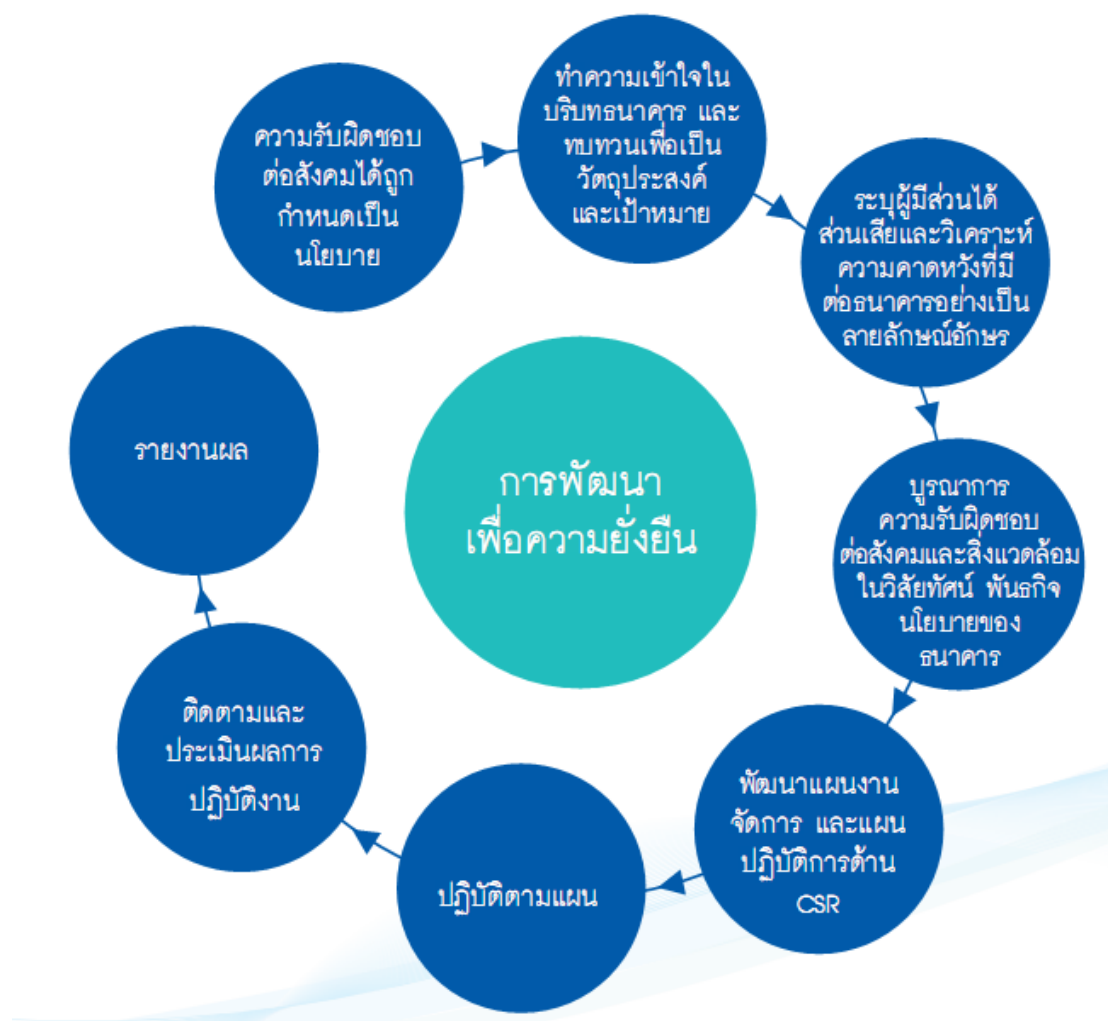 ความรับผิดชอบ
ต่อสังคมได้ถูก
กำหนดเป็น
นโยบาย
ทำความเข้าใจใน
บริบทธนาคาร และ
ทบทวนเพื่อเป็น
วัตถุประสงค์
และเป้าหมาย
ระบุผู้มีส่วนได้
ส่วนเสียและวิเคราะห์
ความคาดหวังที่มี
ต่อธนาคารอย่างเป็น
ลายลักษณ์อักษร
บูรณาการ
ความรับผิดชอบ
ต่อสังคมและสิ่งแวดล้อม
ในวิสัยทัศน์ พันธกิจ
นโยบายของ
ธนาคาร
พัฒนาแผนงาน
จัดการ และแผน
ปฏิบัติการด้าน
CSR
ปฏิบัติตามแผน
ติดตามและ
ประเมินผลการ
ปฏิบัติงาน
รายงานผล
การพัฒนา
เพื่อความยั่งยืน